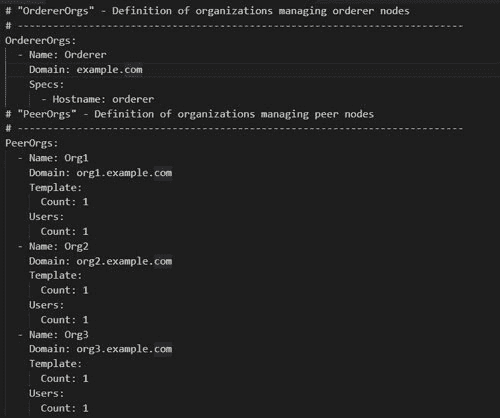 # "OrdererOrgs" - Definition of organizations managing orderer nodes
# ---------------------------------------------------------------------------
OrdererOrgs:
  - Name: Orderer
    Domain: example.com
    Specs:
      - Hostname: orderer
# "PeerOrgs" - Definition of organizations managing peer nodes
# ---------------------------------------------------------------------------
PeerOrgs:
  - Name: Org1
    Domain: org1.example.com
    Template:
      Count: 1
    Users:
      Count: 1
  - Name: Org2
    Domain: org2.example.com
    Template:
      Count: 1
    Users:
      Count: 1
  - Name: Org3
    Domain: org3.example.com
    Template:
      Count: 1
    Users:
      Count: 1